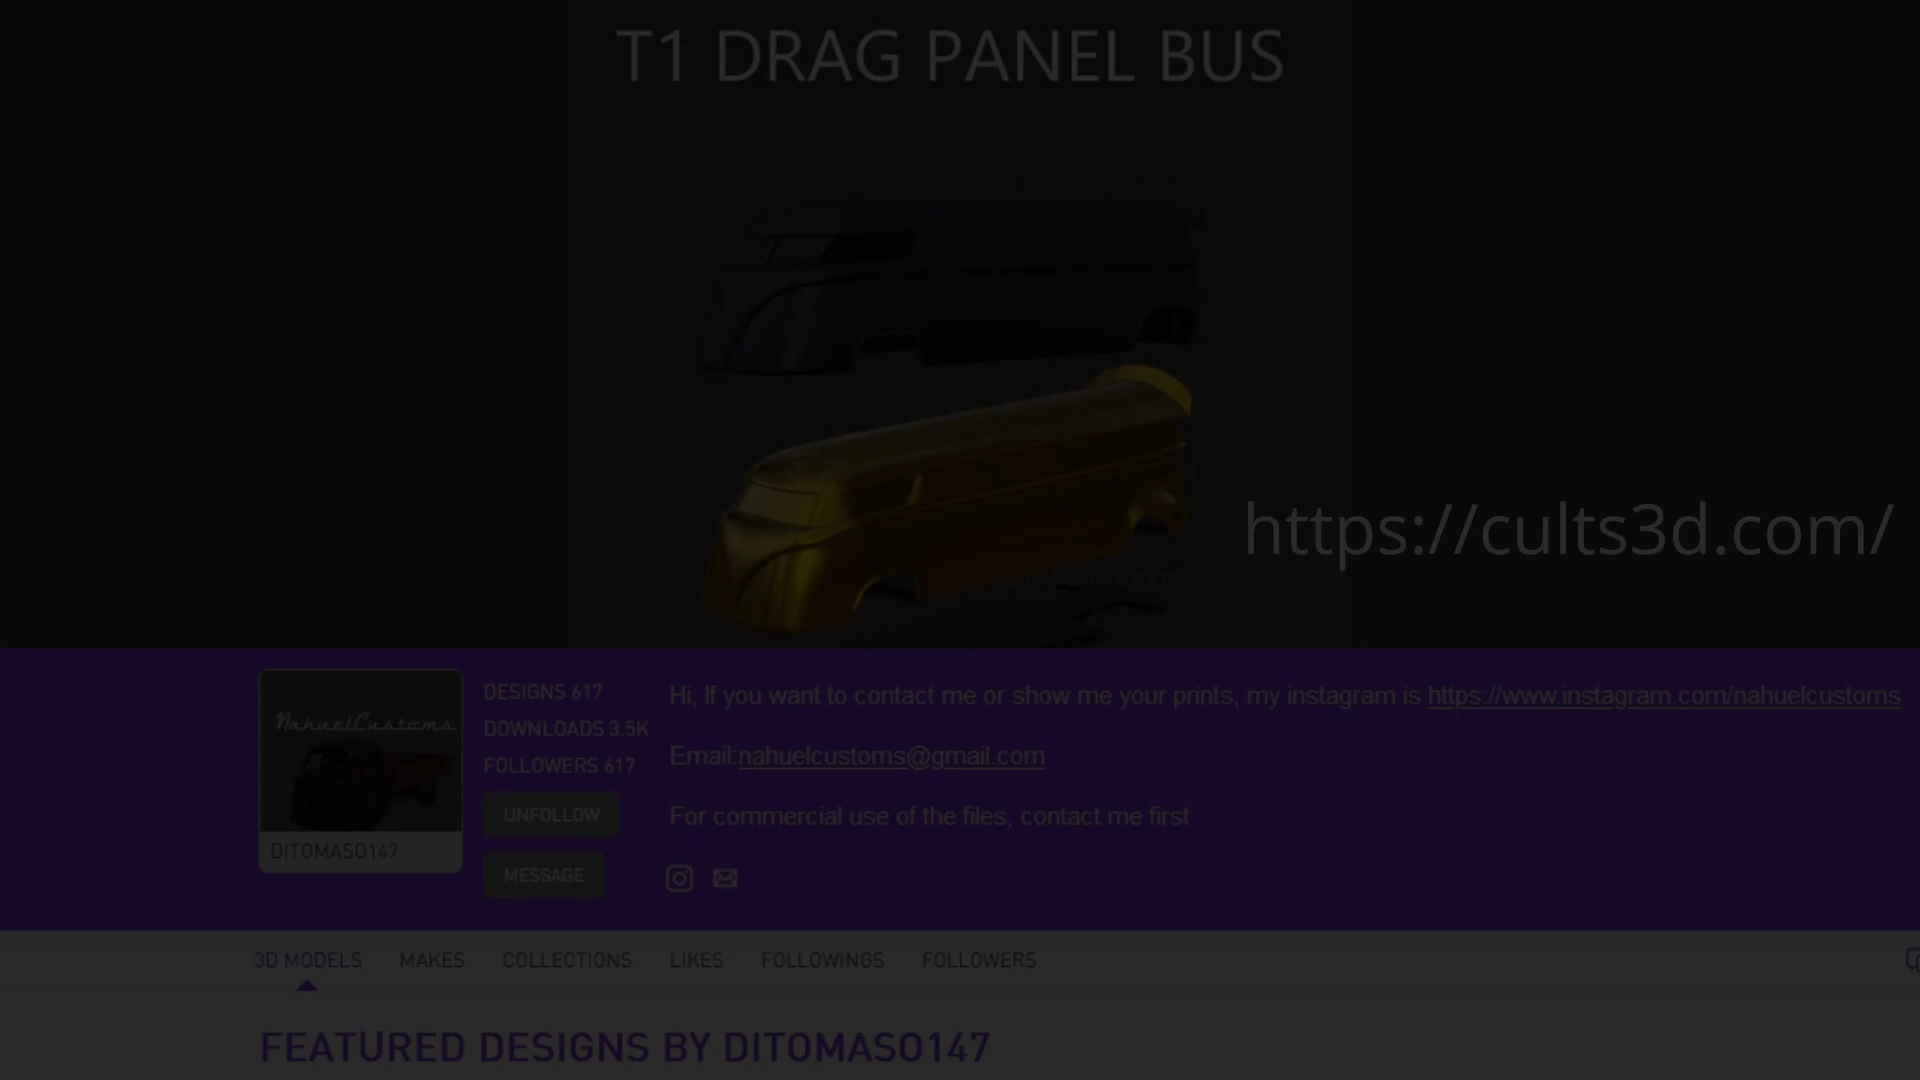 T1 DRAG PANEL BUS
https://cults3d.com/
NahuelCustoms
DITOMASO147
DESIGNS 617
DOWNLOADS 3.5K
FOLLOWERS 617
UNFOLLOW
MESSAGE
Hi, If you want to contact me or show me your prints, my instagram is https://www.instagram.com/nahuelcustoms
Email:nahuelcustoms@gmail.com
For commercial use of the files, contact me first
3D MODELS MAKES COLLECTIONS LIKES FOLLOWINGS FOLLOWERS
FEATURED DESIGNS BY DITOMASO147